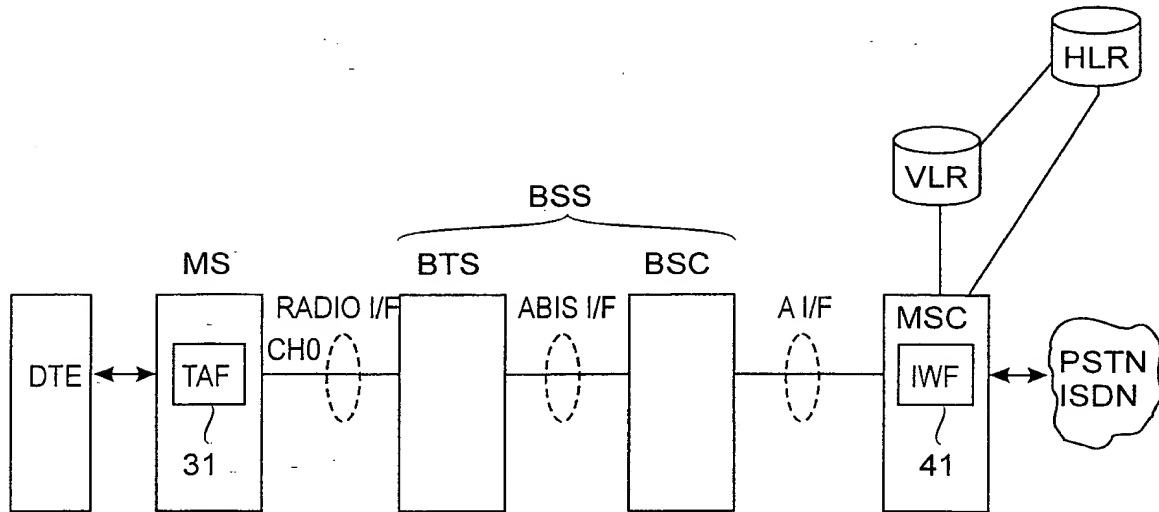 HLR
VLR
BSS
MS
BTS
BSC
RADIO I/F
ABIS I/F
A I/F
MSC
CH0
DTE
TAF
IWF
PSTN
ISDN
31
41